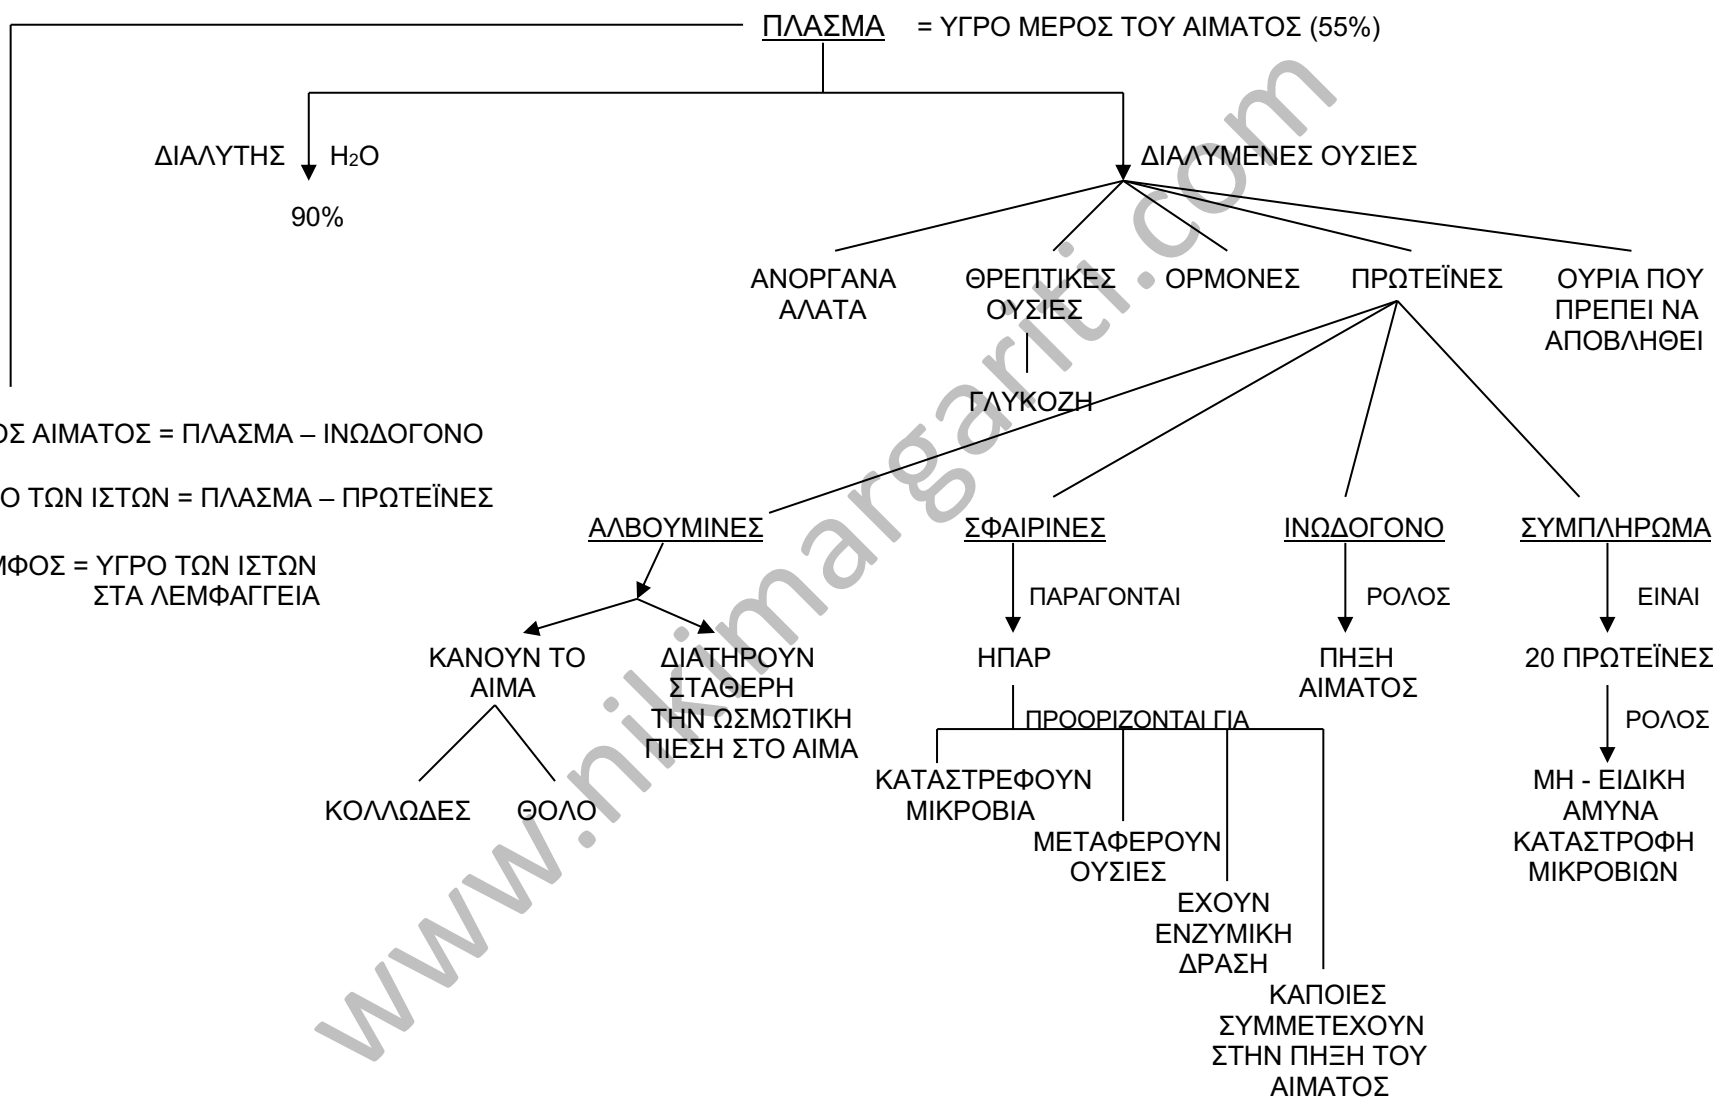 ΠΛΑΣΜΑ = ΥΓΡΟ ΜΕΡΟΣ ΤΟΥ ΑΙΜΑΤΟΣ (55%)
ΔΙΑΛΥΤΗΣ H₂O
90%
ΔΙΑΛΥΜΕΝΕΣ ΟΥΣΙΕΣ
ΑΝΟΡΓΑΝΑ
ΑΛΑΤΑ
ΘΡΕΠΤΙΚΕΣ
ΟΥΣΙΕΣ
ΓΛΥΚΟΖΗ
ΟΡΜΟΝΕΣ
ΠΡΩΤΕΪΝΕΣ
ΟΥΡΙΑ ΠΟΥ
ΠΡΕΠΕΙ ΝΑ
ΑΠΟΒΛΗΘΕΙ
ΑΙΜΑΤΟΣ = ΠΛΑΣΜΑ – ΙΝΩΔΟΓΟΝΟ
ΤΩΝ ΙΣΤΩΝ = ΠΛΑΣΜΑ – ΠΡΩΤΕΪΝΕΣ
= ΥΓΡΟ ΤΩΝ ΙΣΤΩΝ
ΣΤΑ ΛΕΜΦΑΓΓΕΙΑ
ΑΛΒΟΥΜΙΝΕΣ
ΚΑΝΟΥΝ ΤΟ
ΑΙΜΑ
ΚΟΛΛΩΔΕΣ
ΘΟΛΟ
ΔΙΑΤΗΡΟΥΝ
ΣΤΑΘΕΡΗ
ΤΗΝ ΩΣΜΩΤΙΚΗ
ΠΙΕΣΗ ΣΤΟ ΑΙΜΑ
ΣΦΑΙΡΙΝΕΣ
ΠΑΡΑΓΟΝΤΑΙ
ΗΠΑΡ
ΠΡΟΟΡΙΖΟΝΤΑΙ ΓΙΑ
ΚΑΤΑΣΤΡΕΦΟΥΝ
ΜΙΚΡΟΒΙΑ
ΜΕΤΑΦΕΡΟΥΝ
ΟΥΣΙΕΣ
ΕΧΟΥΝ
ΕΝΖΥΜΙΚΗ
ΔΡΑΣΗ
ΚΑΠΟΙΕΣ
ΣΥΜΜΕΤΕΧΟΥΝ
ΣΤΗΝ ΠΗΞΗ ΤΟΥ
ΑΙΜΑΤΟΣ
ΙΝΩΔΟΓΟΝΟ
ΡΟΛΟΣ
ΠΗΞΗ
ΑΙΜΑΤΟΣ
ΣΥΜΠΛΗΡΩΜΑ
ΕΙΝΑΙ
20 ΠΡΩΤΕΪΝΕΣ
ΡΟΛΟΣ
ΜΗ - ΕΙΔΙΚΗ
ΑΜΥΝΑ
ΚΑΤΑΣΤΡΟΦΗ
ΜΙΚΡΟΒΙΩΝ
www.nikimargariti.com